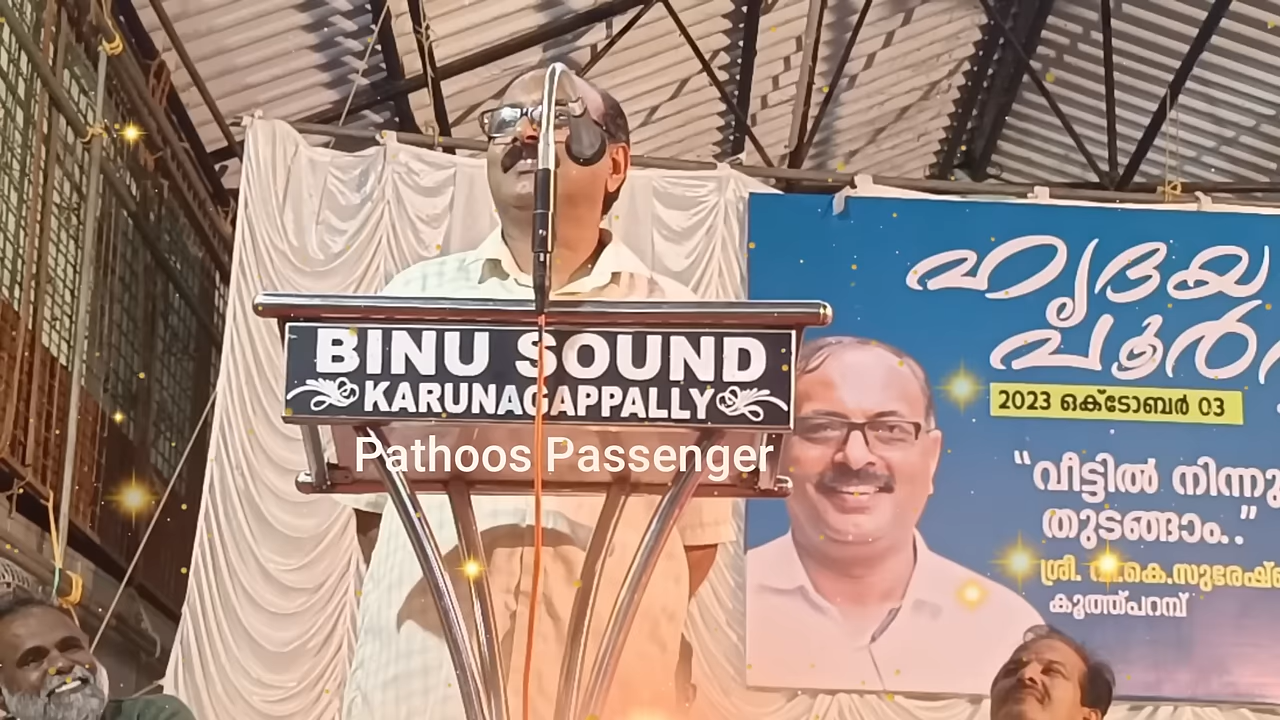 BINU SOUND
KARUNAGAPPALLY
Pathoos Passenger
ഹൃദയ
2023 ഒക്ടോബർ 03
“വീട്ടിൽ നിന്നു
തുടങ്ങാം..”
ശ്രീ.
കൂത്ത്പറമ്പ്